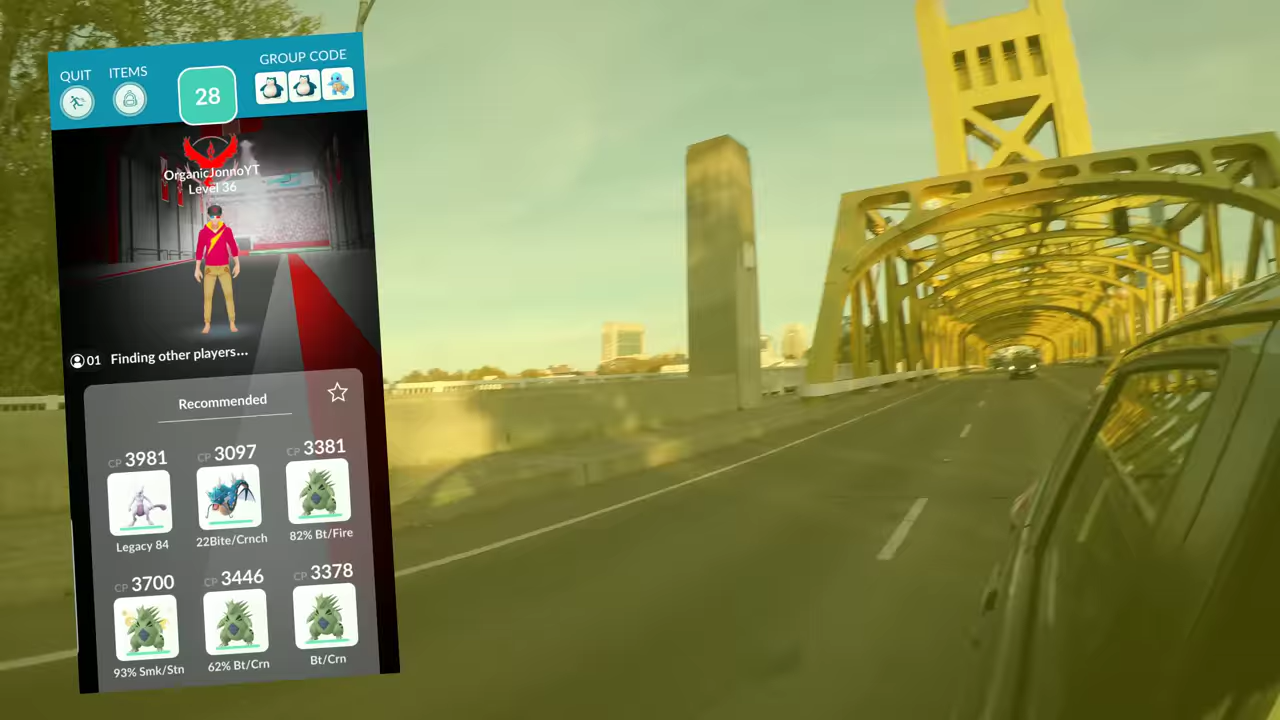 QUIT
ITEMS
28
GROUP CODE
OrganicJonnoYT
Level 36
01 Finding other players...
Recommended
CP 3981
CP 3097
CP 3381
Legacy 84
22Bite/Crnch
82% Bt/Fire
CP 3700
CP 3446
CP 3378
93% Smk/Stn
62% Bt/Crn
Bt/Crn